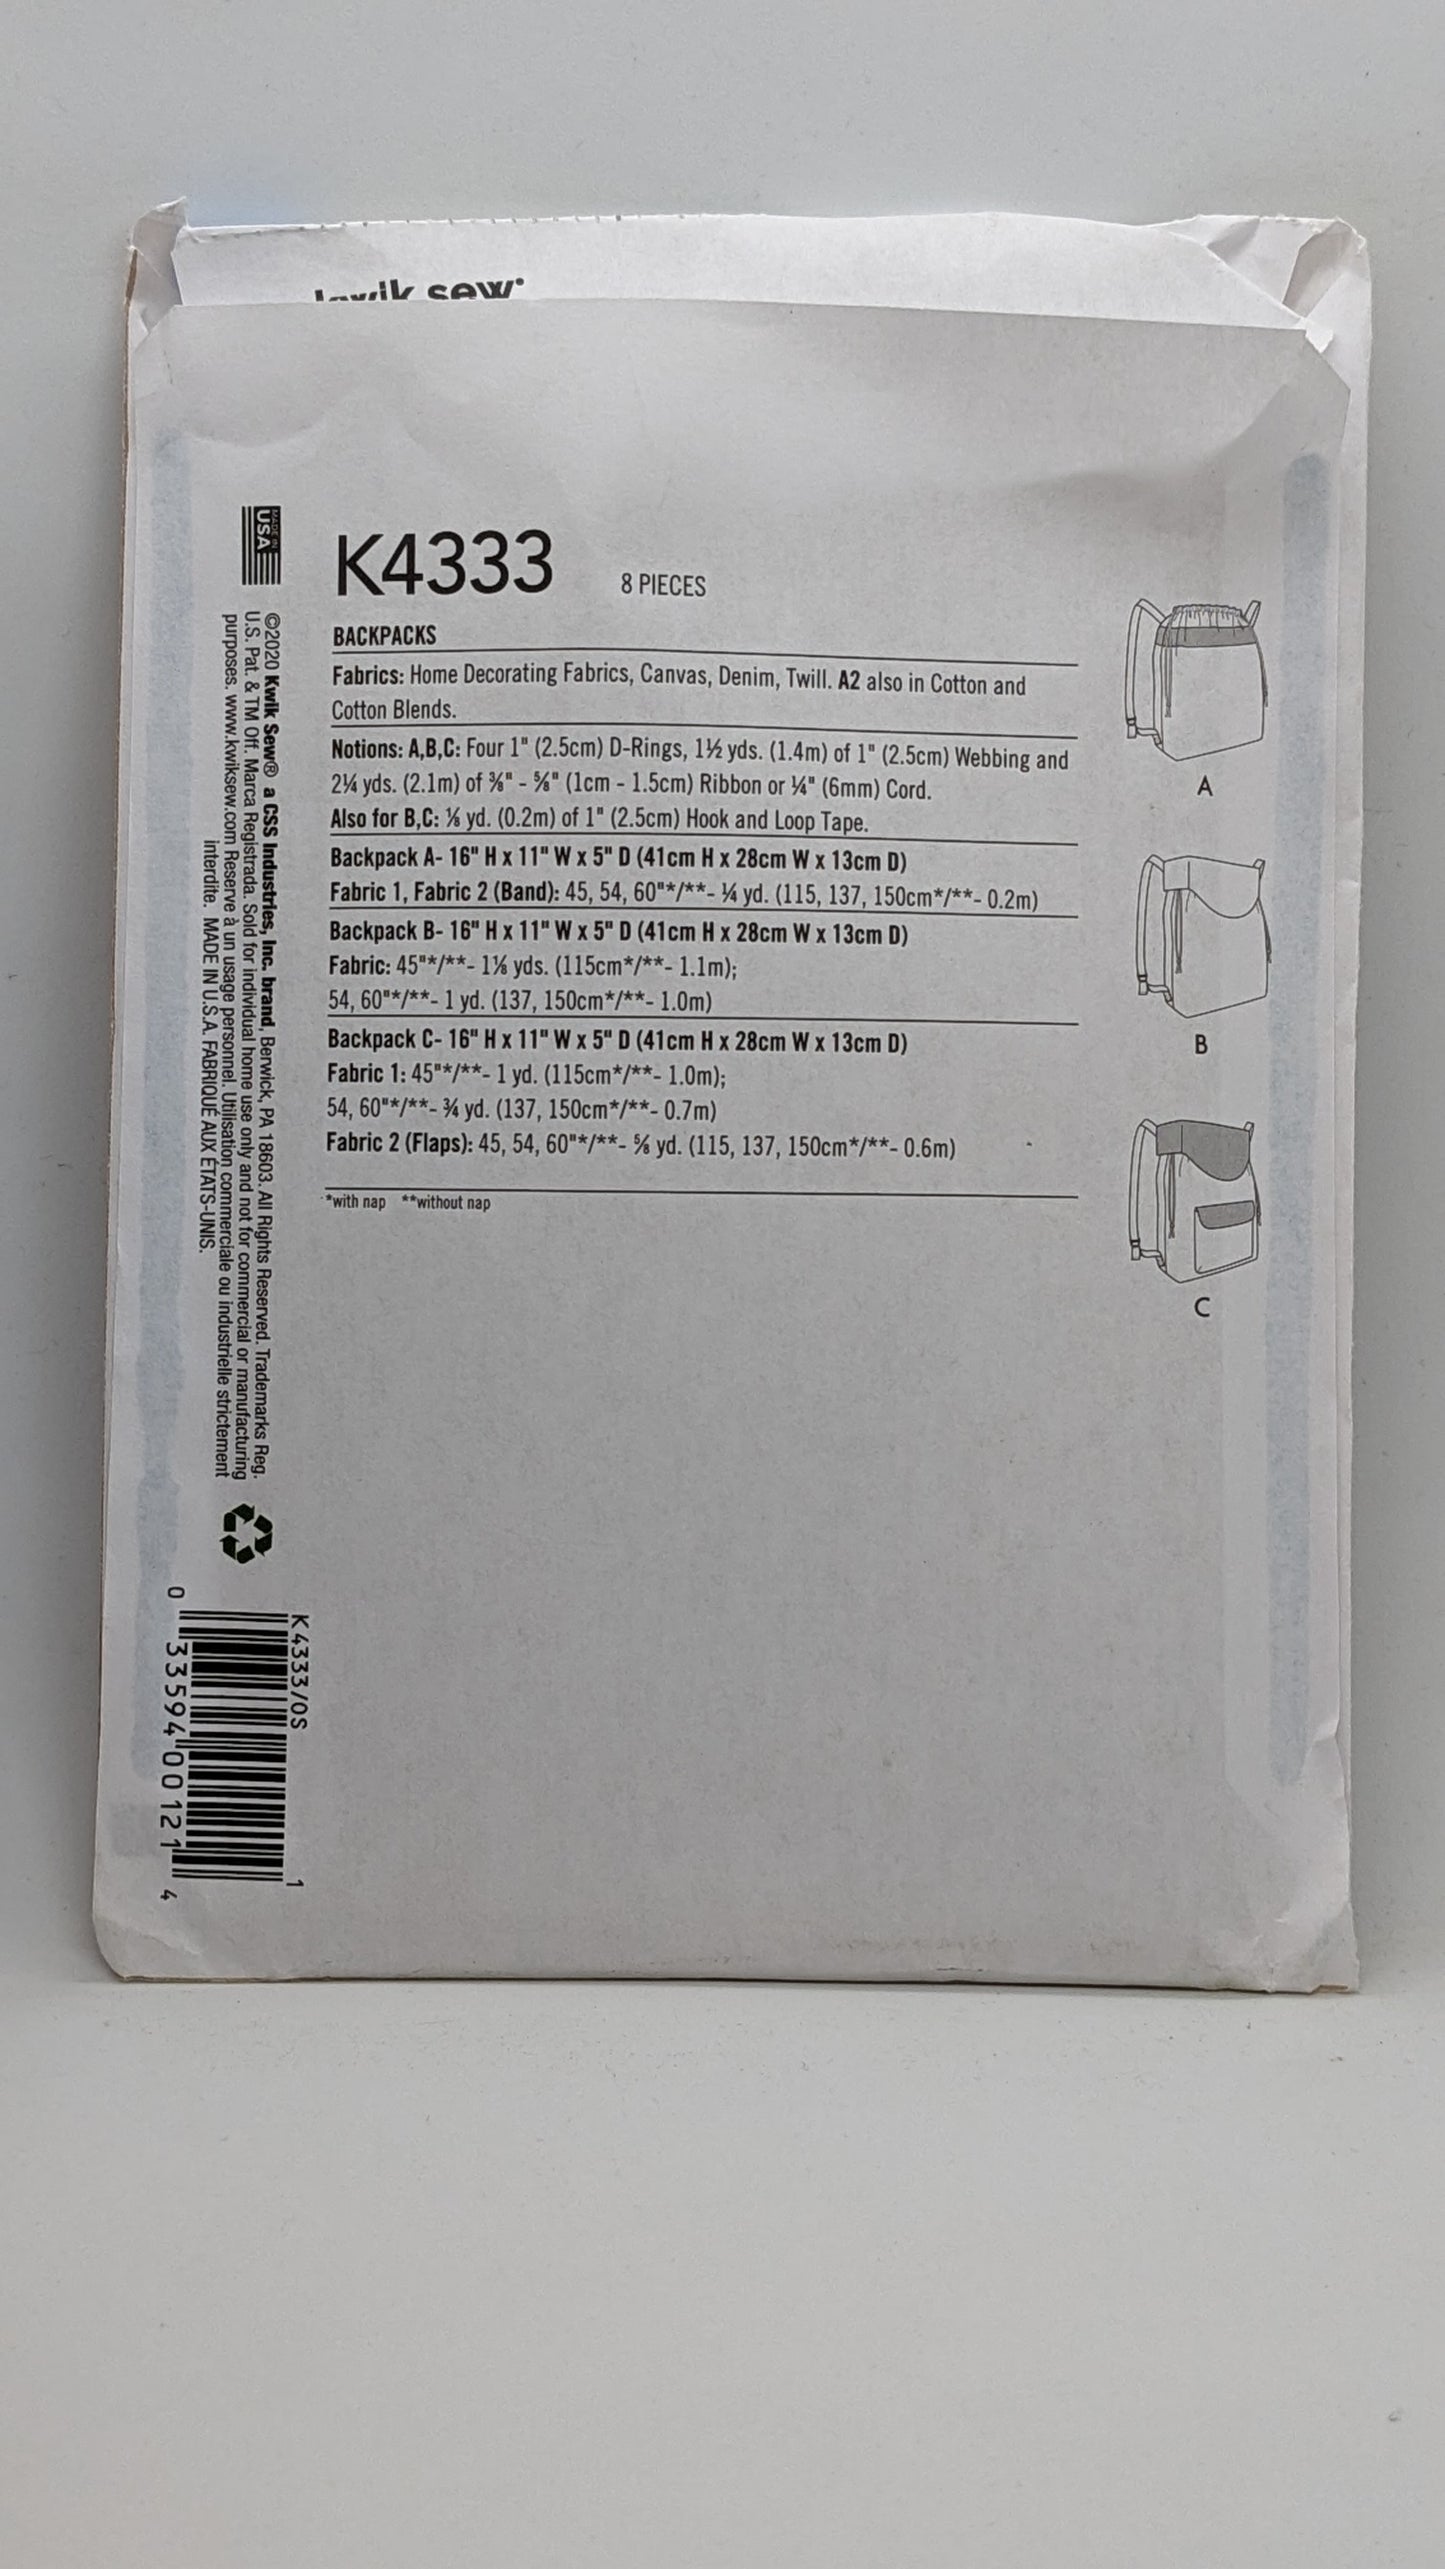 kwik sew
K4333 8 PIECES
BACKPACKS
Fabrics: Home Decorating Fabrics, Canvas, Denim, Twill. A2 also in Cotton and
Cotton Blends.
Notions: A,B,C: Four 1" (2.5cm) D-Rings, 1½ yds. (1.4m) of 1" (2.5cm) Webbing and
2¼ yds. (2.1m) of ⅜" - ⅝" (1cm - 1.5cm) Ribbon or ¼" (6mm) Cord.
Also for B,C: ⅛ yd. (0.2m) of 1" (2.5cm) Hook and Loop Tape.
Backpack A- 16" H x 11" W x 5" D (41cm H x 28cm W x 13cm D)
Fabric 1, Fabric 2 (Band): 45, 54, 60"*/**- ¼ yd. (115, 137, 150cm*/**- 0.2m)
Backpack B- 16" H x 11" W x 5" D (41cm H x 28cm W x 13cm D)
Fabric: 45"*/**- 1⅛ yds. (115cm*/**- 1.1m);
54, 60"*/**- 1 yd. (137, 150cm*/**- 1.0m)
Backpack C- 16" H x 11" W x 5" D (41cm H x 28cm W x 13cm D)
Fabric 1: 45"*/**- 1 yd. (115cm*/**- 1.0m);
54, 60"*/**- ¾ yd. (137, 150cm*/**- 0.7m)
Fabric 2 (Flaps): 45, 54, 60"*/**- ⅝ yd. (115, 137, 150cm*/**- 0.6m)
*with nap **without nap
A
B
C
MADE IN
USA
©2020 Kwik Sew® a CSS Industries, Inc. brand, Berwick, PA 18603. All Rights Reserved. Trademarks Reg.
U.S. Pat. & TM Off. Marca Registrada. Sold for individual home use only and not for commercial or manufacturing
purposes. www.kwiksew.com Reserve à un usage personnel. Utilisation commerciale ou industrielle strictement
interdite. MADE IN U.S.A. FABRIQUÉ AUX ÉTATS-UNIS.
K4333/OS
1
0 33594 00121 4